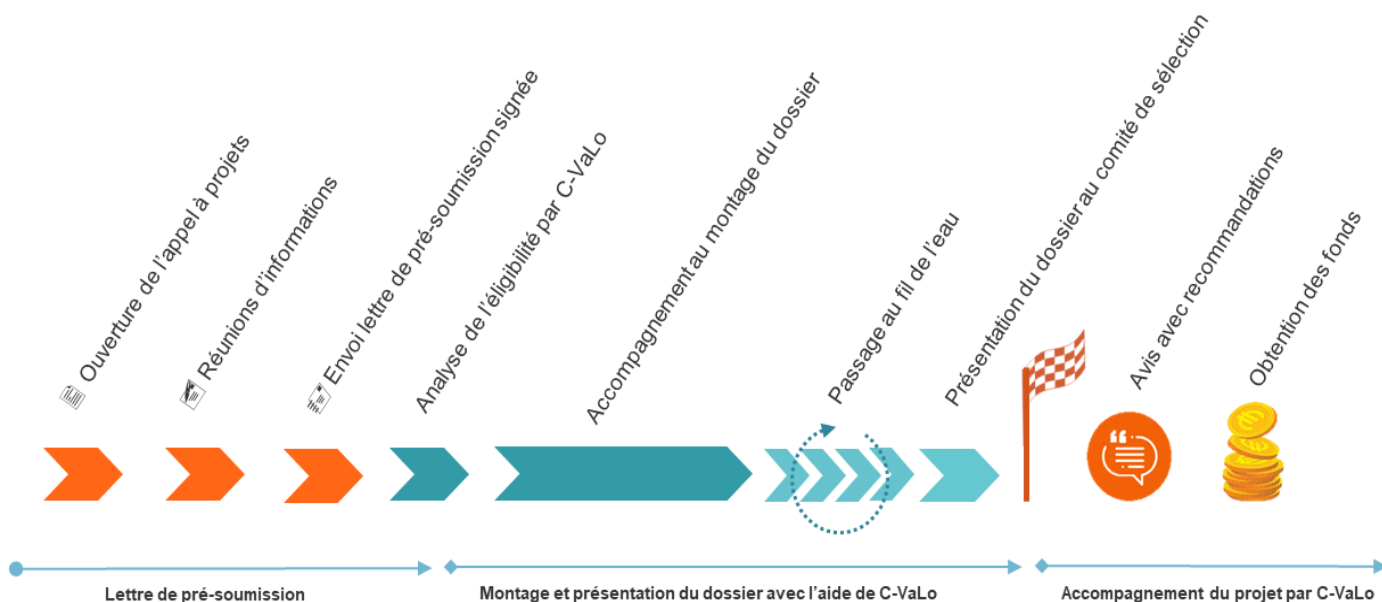 Ouverture de l’appel à projets
Réunions d’informations
Envoi lettre de pré-soumission signée
Analyse de l’éligibilité par C-VaLo
Accompagnement au montage du dossier
Passage au fil de l’eau
Présentation du dossier au comité de sélection
Avis avec recommandations
Obtention des fonds
Lettre de pré-soumission
Montage et présentation du dossier avec l’aide de C-VaLo
Accompagnement du projet par C-VaLo